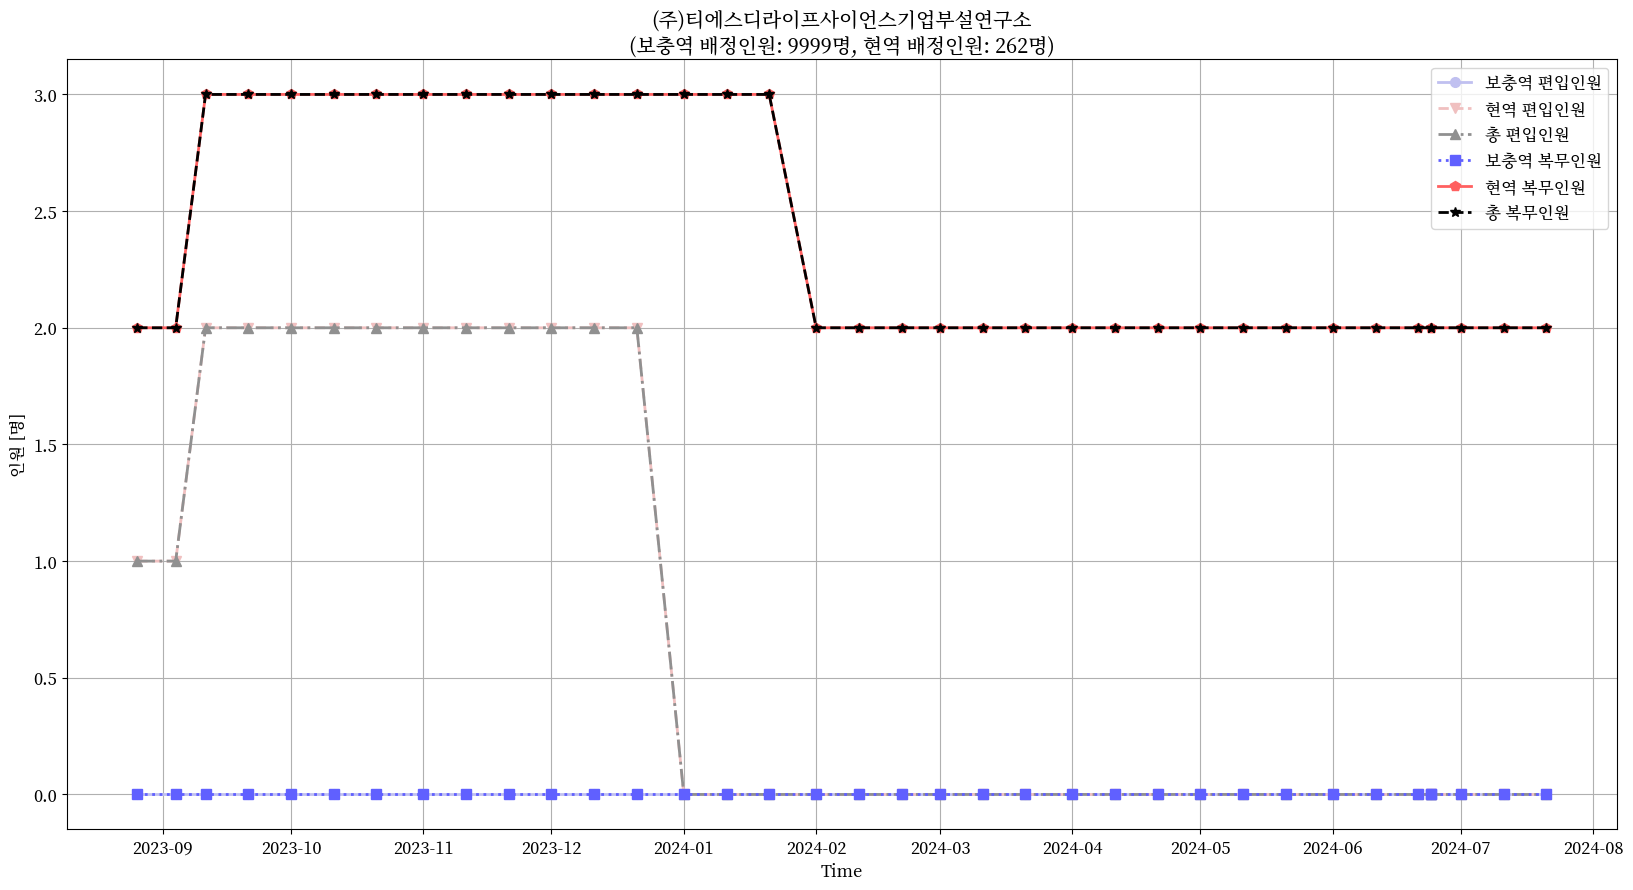 (주)티에스디라이프사이언스기업부설연구소
(보충역 배정인원: 9999명, 현역 배정인원: 262명)
보충역 편입인원
현역 편입인원
총 편입인원
보충역 복무인원
현역 복무인원
총 복무인원
3.0
2.5
2.0
1.5
1.0
0.5
0.0
인원 [명]
2023-09 2023-10 2023-11 2023-12 2024-01 2024-02 2024-03 2024-04 2024-05 2024-06 2024-07 2024-08
Time